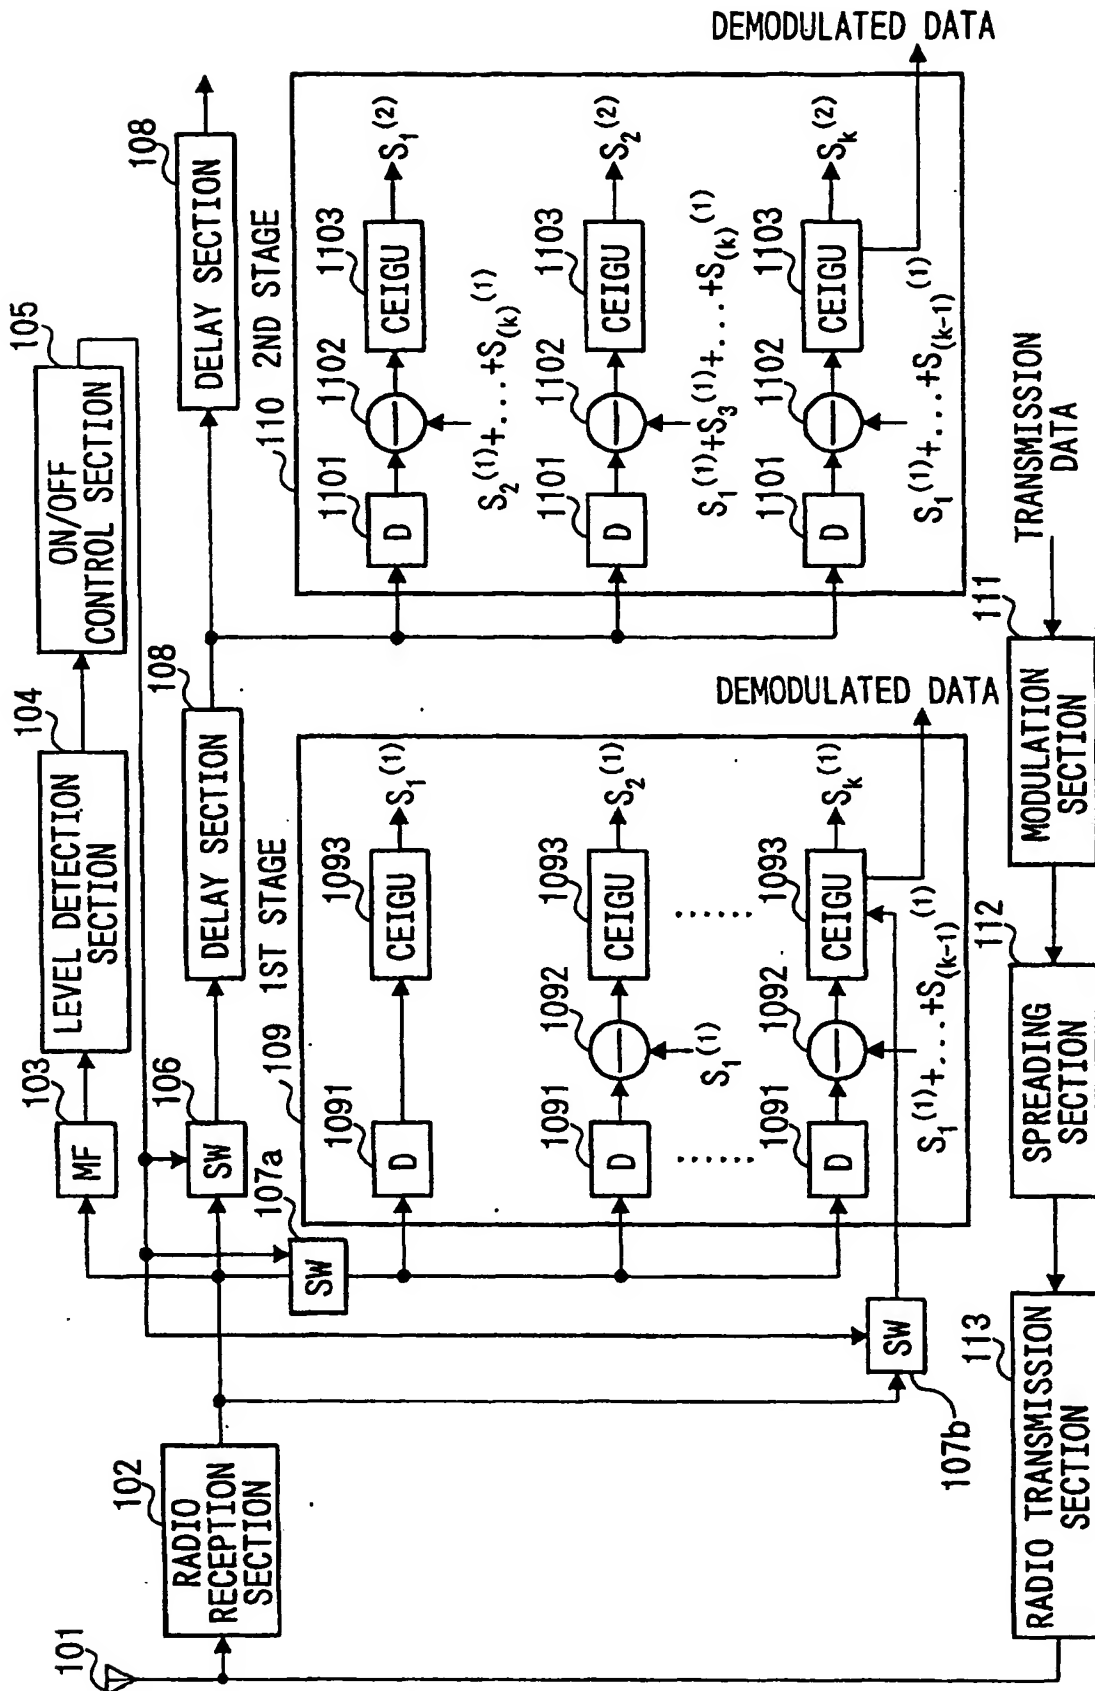 101
102
RADIO
RECEPTION
SECTION
103
MF
104
LEVEL DETECTION
SECTION
105
ON/OFF
CONTROL SECTION
106
SW
107a
SW
107b
SW
108
DELAY SECTION
108
DELAY SECTION
109 1ST STAGE
1091
D
1093
CEIGU
S1(1)
1091
D
1092
S1(1)
1093
CEIGU
S2(1)
......
......
1091
D
1092
S1(1)+....+S(k-1)(1)
1093
CEIGU
Sk(1)
DEMODULATED DATA
110 2ND STAGE
1101
D
1102
S2(1)+....+S(k)(1)
1103
CEIGU
S1(2)
1101
D
1102
S1(1)+S3(1)+....+S(k)(1)
1103
CEIGU
S2(2)
1101
D
1102
S1(1)+....+S(k-1)(1)
1103
CEIGU
Sk(2)
DEMODULATED DATA
TRANSMISSION
DATA
111
MODULATION
SECTION
112
SPREADING
SECTION
113
RADIO TRANSMISSION
SECTION